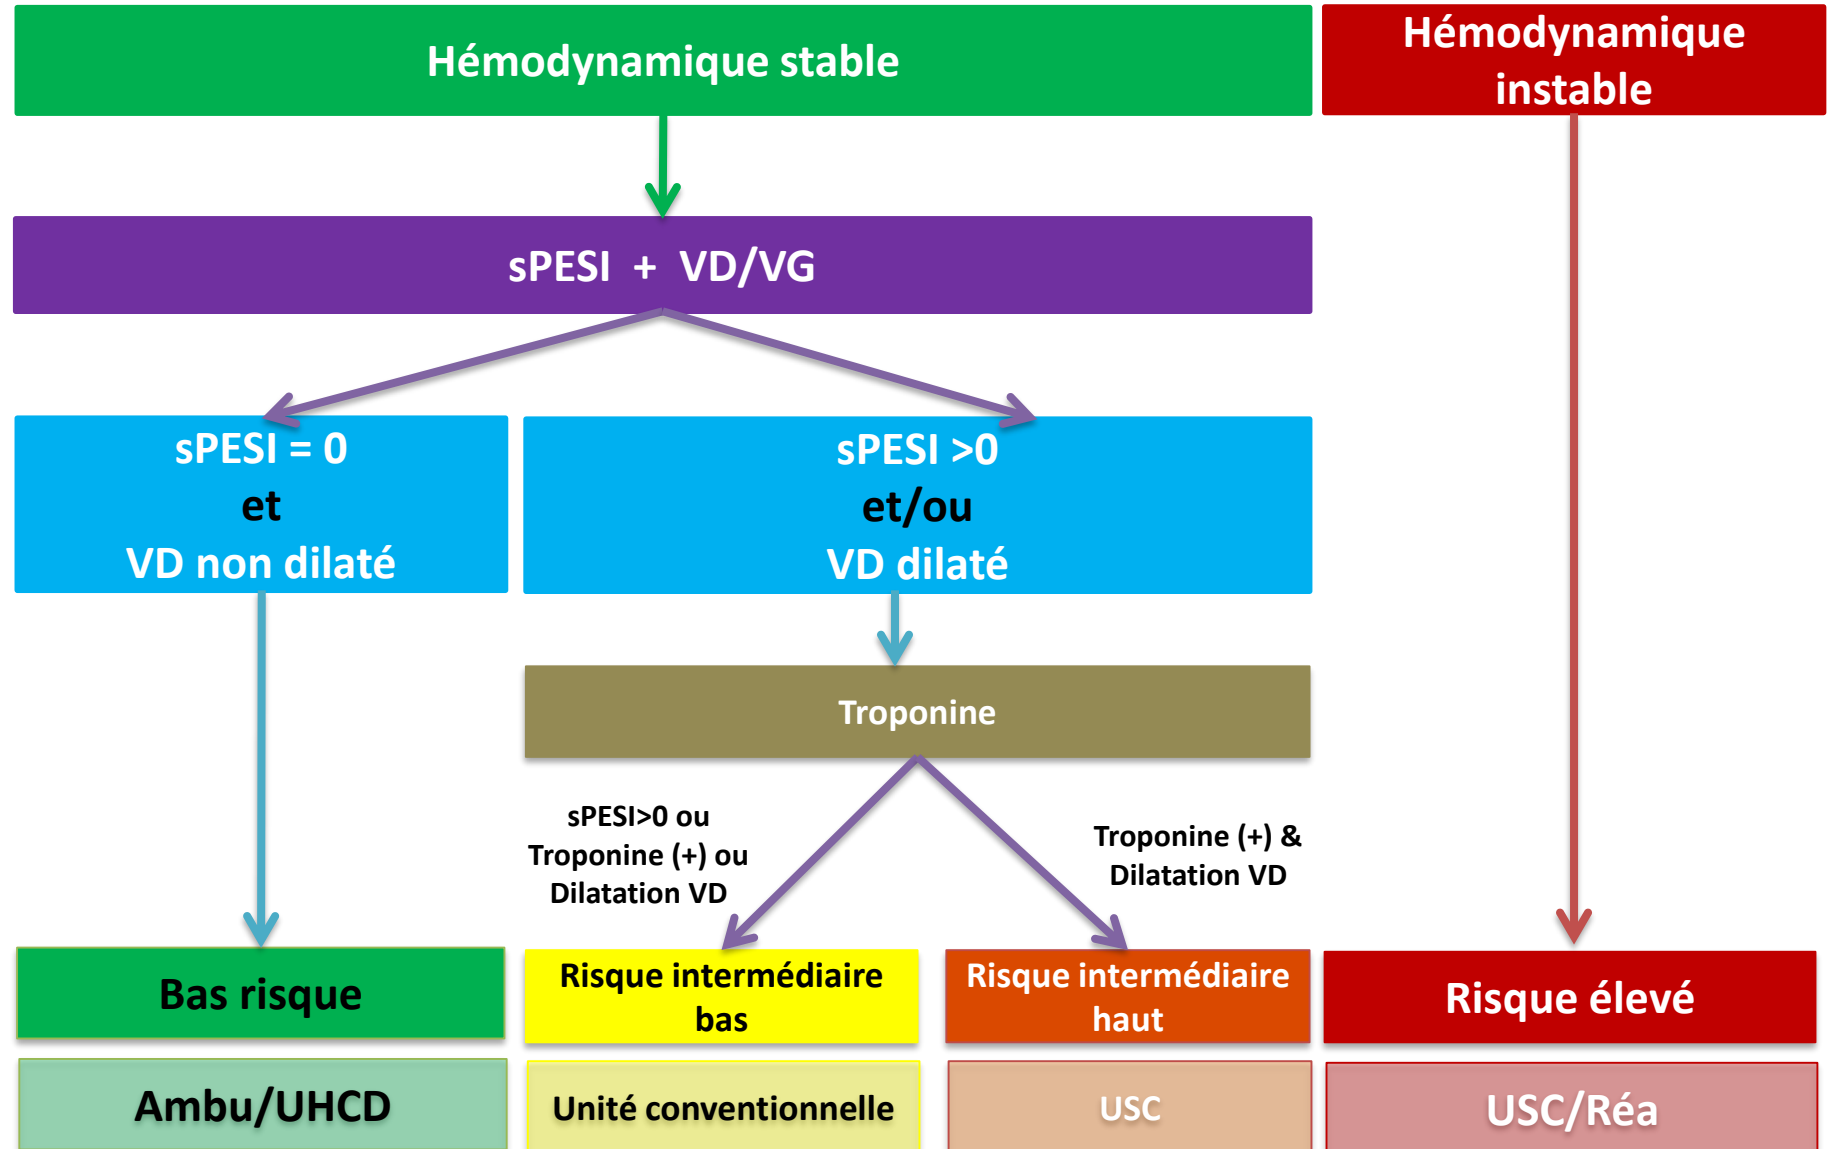 Hémodynamique stable
Hémodynamique
instable
sPESI + VD/VG
sPESI = 0
et
VD non dilaté
sPESI >0
et/ou
VD dilaté
Troponine
sPESI>0 ou
Troponine (+) ou
Dilatation VD
Troponine (+) &
Dilatation VD
Bas risque
Risque intermédiaire
bas
Risque intermédiaire
haut
Risque élevé
Ambu/UHCD
Unité conventionnelle
USC
USC/Réa